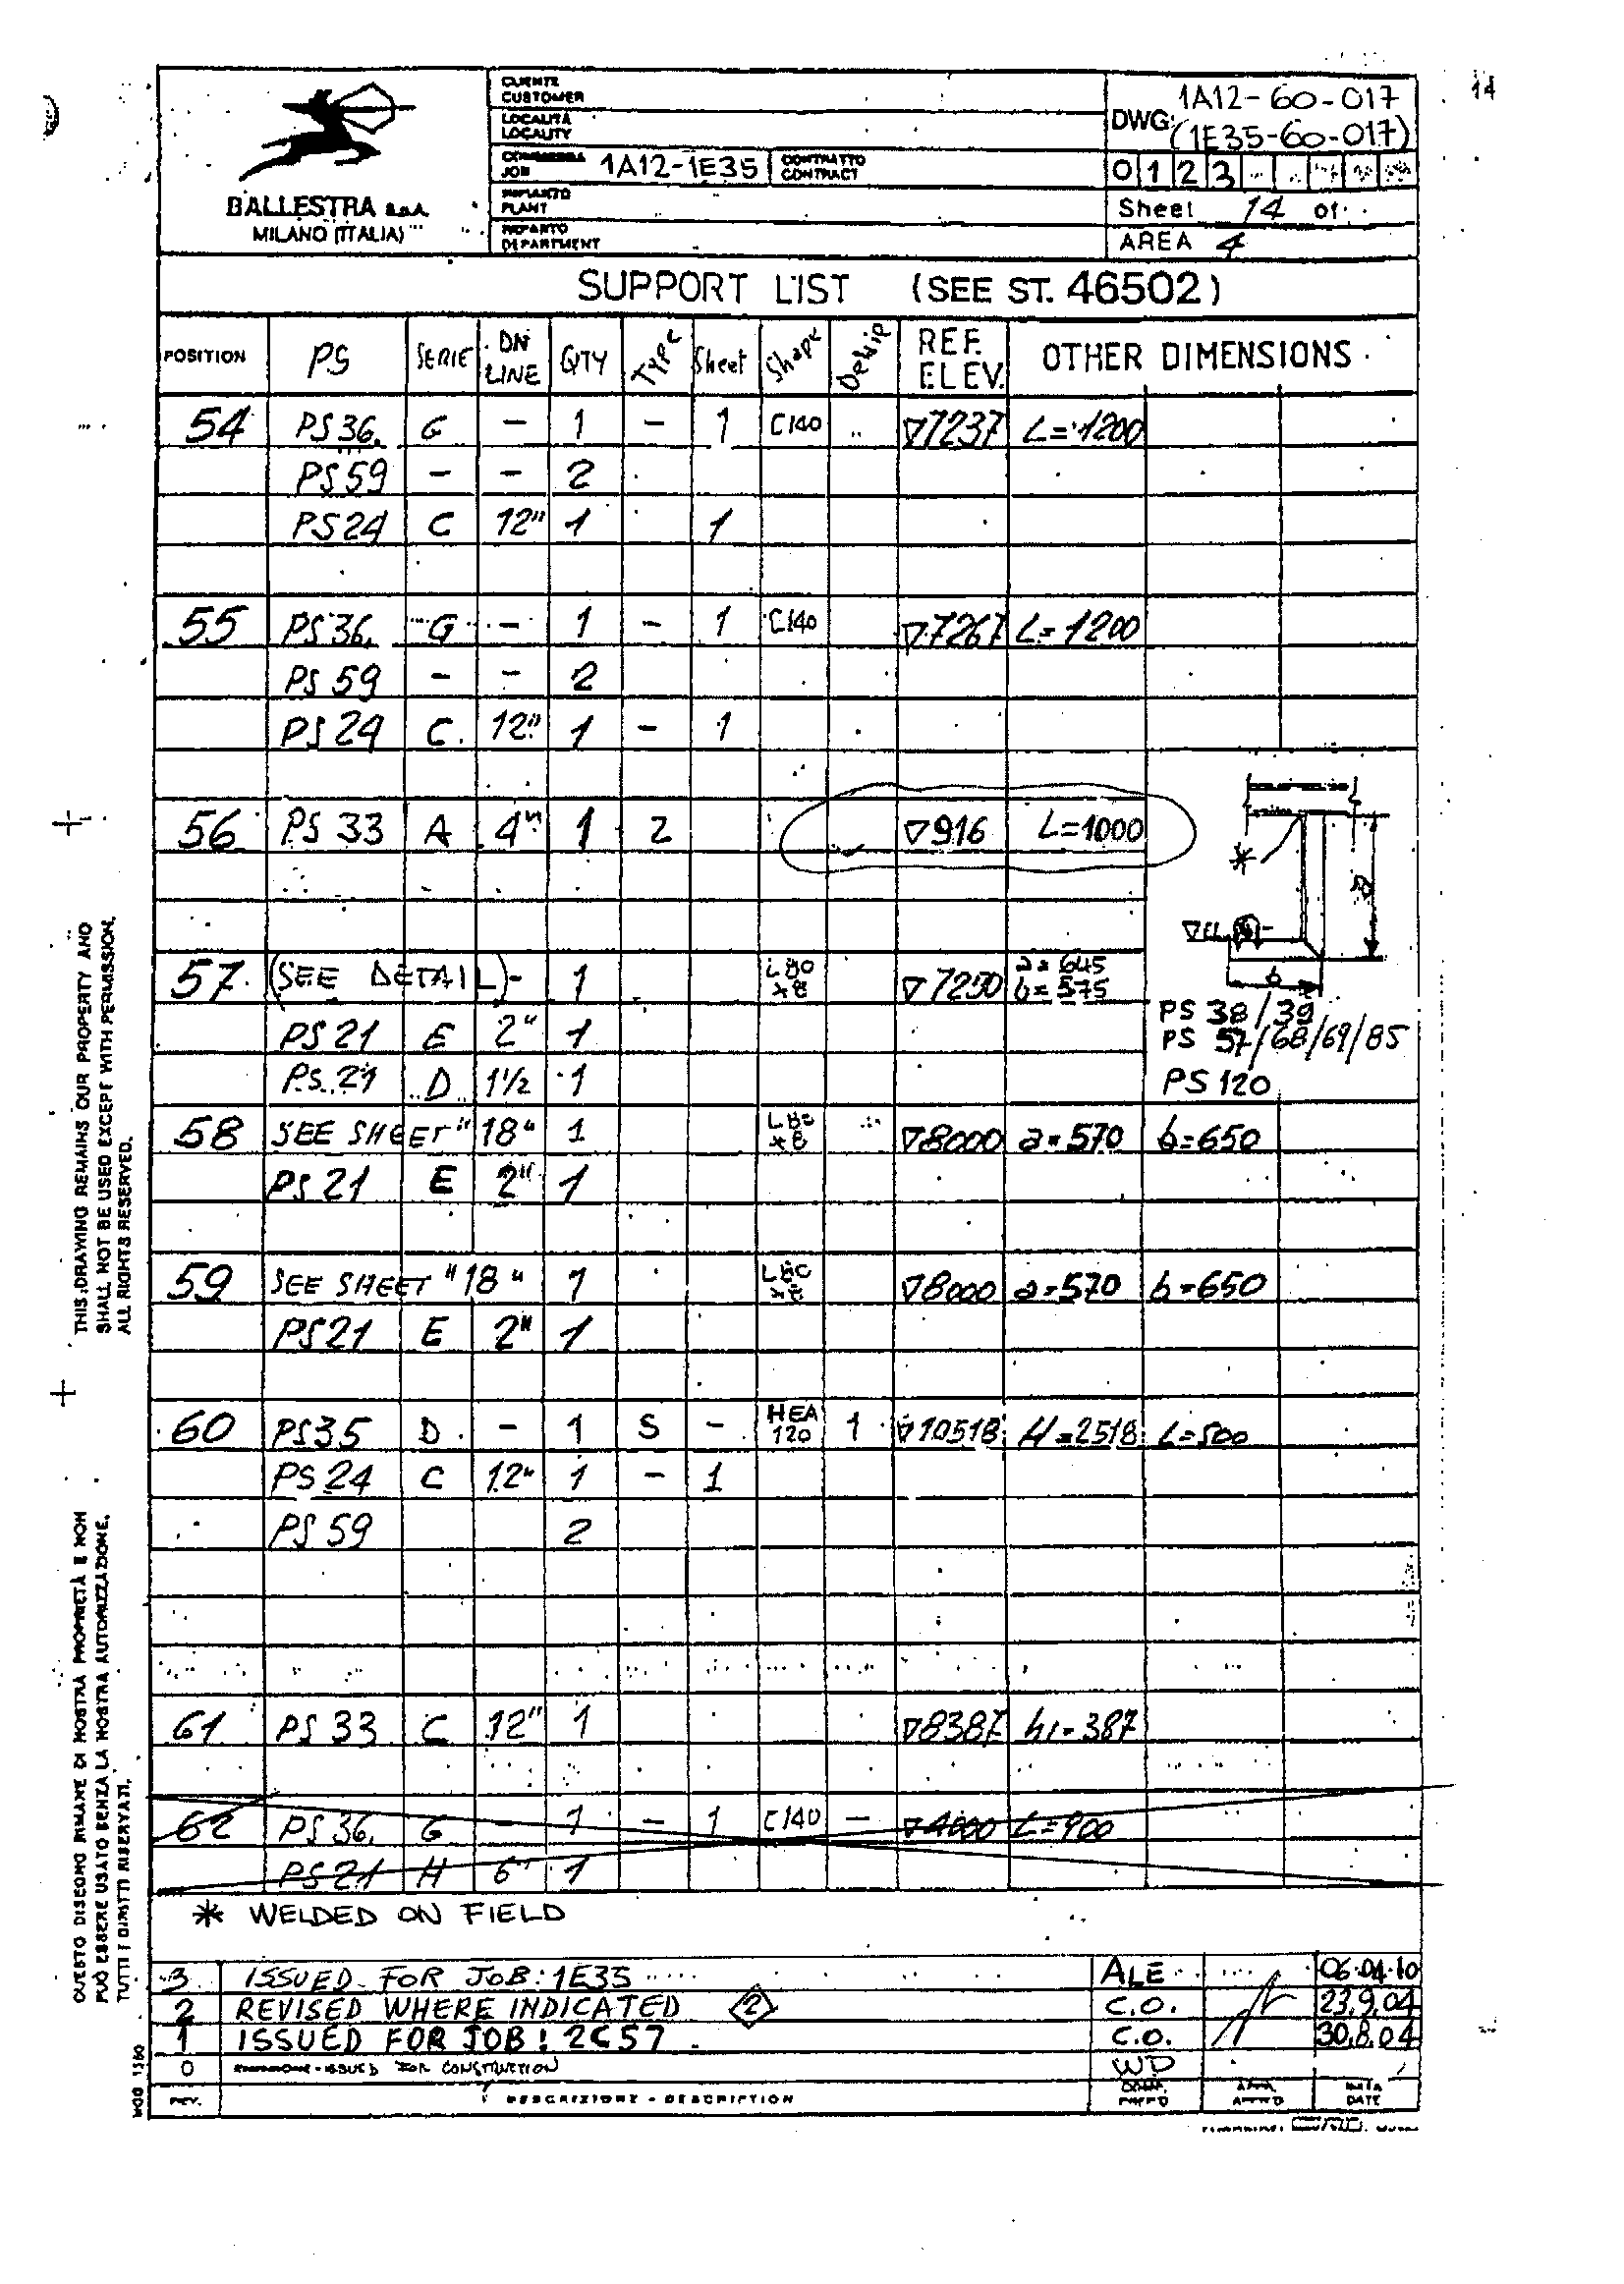 14
BALLESTRA S.p.A.
MILANO (ITALIA)
CLIENTE
CUSTOMER
LOCALITÀ
LOCALITY
COMMESSA
JOB 1A12-1E35
CONTRATTO
CONTRACT
IMPIANTO
PLANT
REPARTO
DEPARTMENT
1A12-60-017
DWG: (1E35-60-017)
0 1 2 3
Sheet 14 of
AREA 4
SUPPORT LIST (SEE ST. 46502)
POSITION PS SERIE DN LINE QTY Type Sheet Shape REF. ELEV. OTHER DIMENSIONS
54 PS 36. G - 1 - 1 C140 ▽7237 L=1200
PS 59 - - 2
PS 24 C 12" 1 1
55 PS 36. G - 1 - 1 C140 ▽7267 L=1200
PS 59 - - 2
PS 24 C. 12" 1 - 1
56 PS 33 A 4" 1 2 ▽916 L=1000
*
a
▽EL.
b
57 (SEE DETAIL) - 1 L80 x8 ▽7250 a=645 b=575
PS 38/39
PS 57/68/69/85
PS 120
PS 21 E 2" 1
PS 21 D 1½ 1
58 SEE SHEET "18" 1 L80 x8 ▽8000 a=570 b=650
PS 21 E 2" 1
59 SEE SHEET "18" 1 L80 x8 ▽8000 a=570 b=650
PS 21 E 2" 1
60 PS 35 D - 1 S - HEA 120 1 ▽10518 H=2518 L=500
PS 24 C 12" 1 - 1
PS 59 2
61 PS 33 C 12" 1 ▽8387 h1=387
62 PS 36. G - 1 - 1 C140 - ▽4000 L=900
PS 21 H 6" 1
* WELDED ON FIELD
3 ISSUED FOR JOB: 1E35 ALE 06.04.10
2 REVISED WHERE INDICATED 2 C.O. 23.9.04
1 ISSUED FOR JOB: 2C57 C.O. 30.8.04
0 ISSUED FOR CONSTRUCTION WP
REV. DESCRIZIONE - DESCRIPTION DATA DATE
THIS DRAWING REMAINS OUR PROPERTY AND
SHALL NOT BE USED EXCEPT WITH PERMISSION.
ALL RIGHTS RESERVED.
QUESTO DISEGNO RIMANE DI NOSTRA PROPRIETÀ E NON
PUÒ ESSERE USATO SENZA LA NOSTRA AUTORIZZAZIONE.
TUTTI I DIRITTI RISERVATI.